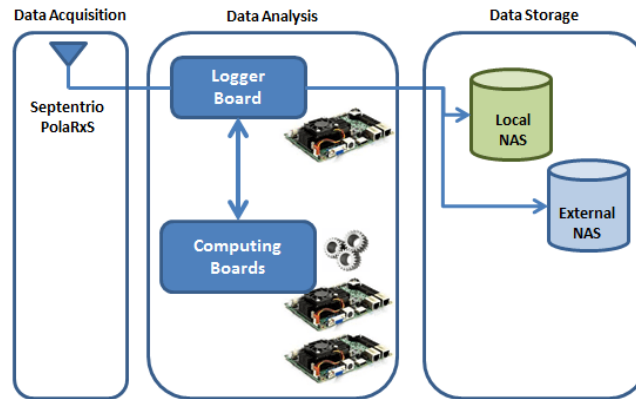 Data Acquisition
Data Analysis
Data Storage
Septentrio
PolaRxS
Logger
Board
Computing
Boards
Local
NAS
External
NAS